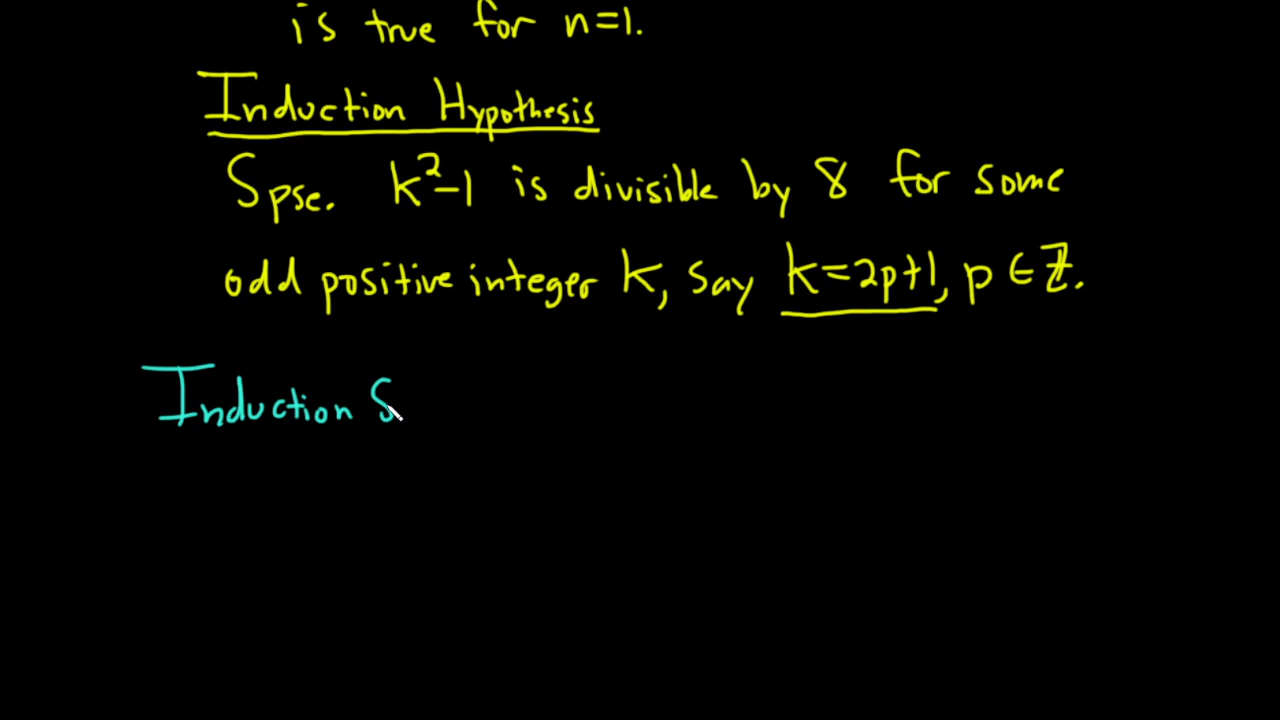 is true for n=1.
Induction Hypothesis
Spse. k²-1 is divisible by 8 for some
odd positive integer k, say k=2p+1, p ∈ ℤ.
Induction S